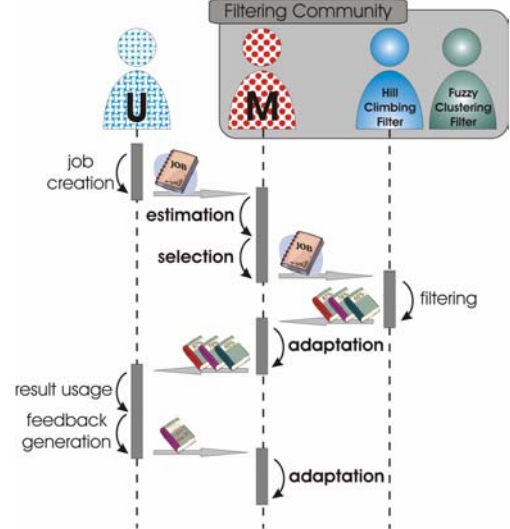 Filtering Community
U
M
Hill
Climbing
Filter
Fuzzy
Clustering
Filter
job
creation
JOB
estimation
selection
JOB
filtering
adaptation
result usage
feedback
generation
adaptation